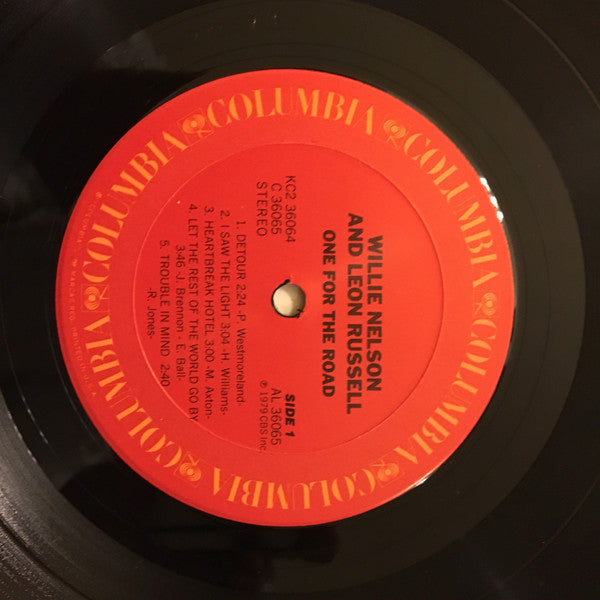 COLUMBIA COLUMBIA COLUMBIA COLUMBIA COLUMBIA COLUMBIA
WILLIE NELSON
AND LEON RUSSELL
ONE FOR THE ROAD
KC2 36064
C 36065
STEREO
SIDE 1
AL 36065
℗ 1979 CBS Inc.
1. DETOUR 2:24 -P. Westmoreland-
2. I SAW THE LIGHT 3:04 -H. Williams-
3. HEARTBREAK HOTEL 3:00 -M. Axton-
4. LET THE REST OF THE WORLD GO BY
3:46 -J. Brennon - E. Ball-
5. TROUBLE IN MIND 2:40
-R. Jones-